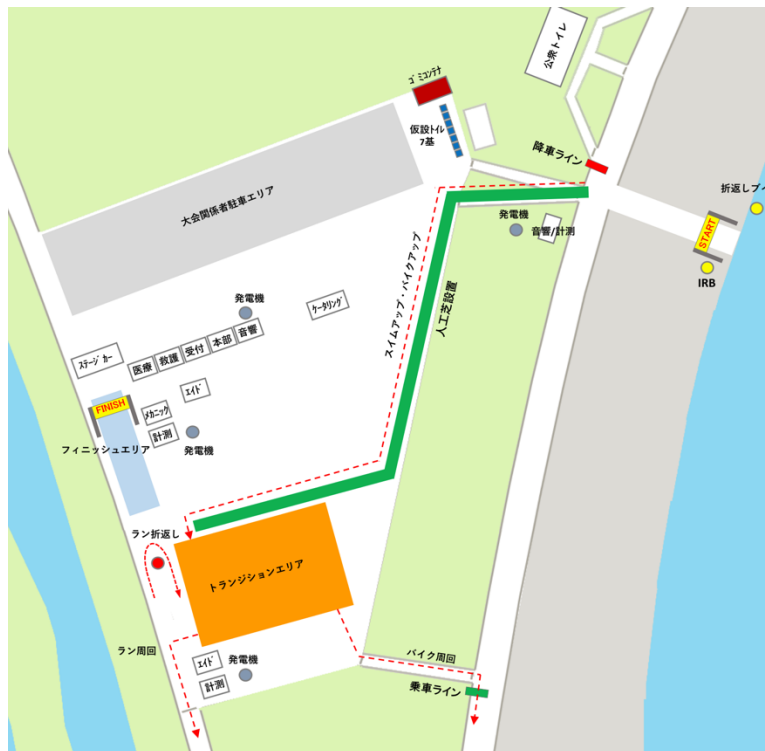 公衆トイレ
ｺﾞﾐｺﾝﾃﾅ
仮設ﾄｲﾚ
7基
降車ライン
折返しブイ
大会関係者駐車エリア
発電機
音響/計測
START
IRB
スイムアップ・バイクアップ
人工芝設置
発電機
ｹｰﾀﾘﾝｸﾞ
ｽﾃｰｼﾞｶｰ
医療
救護
受付
本部
音響
ｴｲﾄﾞ
FINISH
ﾒｶﾆｯｸ
計測
発電機
フィニッシュエリア
ラン折返し
トランジションエリア
ラン周回
ｴｲﾄﾞ
発電機
計測
バイク周回
乗車ライン